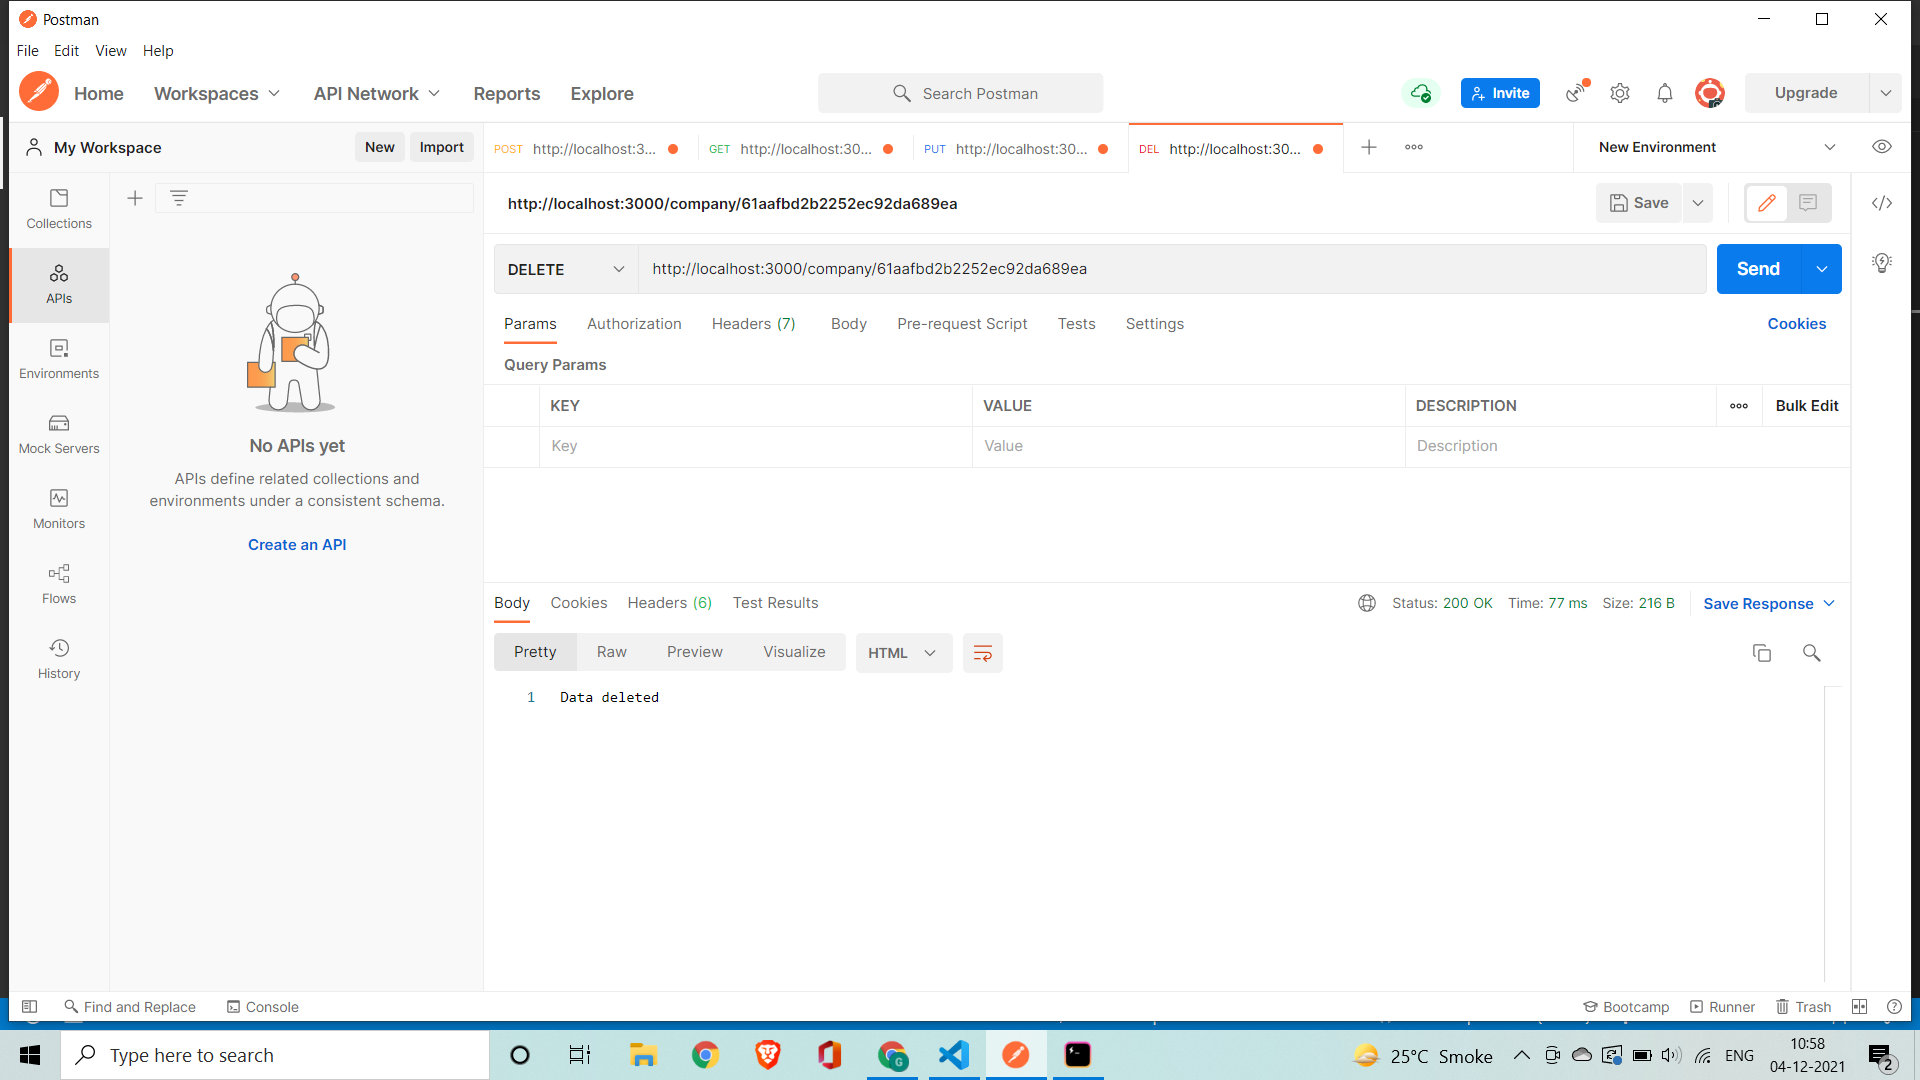 Postman
File Edit View Help
Home Workspaces API Network Reports Explore Search Postman Invite Upgrade
My Workspace New Import
POST http://localhost:3... GET http://localhost:30... PUT http://localhost:30... DEL http://localhost:30... New Environment
Collections
APIs
Environments
Mock Servers
Monitors
Flows
History
No APIs yet
APIs define related collections and
environments under a consistent schema.
Create an API
http://localhost:3000/company/61aafbd2b2252ec92da689ea Save
DELETE http://localhost:3000/company/61aafbd2b2252ec92da689ea Send
Params Authorization Headers (7) Body Pre-request Script Tests Settings Cookies
Query Params
KEY VALUE DESCRIPTION Bulk Edit
Key Value Description
Body Cookies Headers (6) Test Results Status: 200 OK Time: 77 ms Size: 216 B Save Response
Pretty Raw Preview Visualize HTML
1 Data deleted
Find and Replace Console Bootcamp Runner Trash
Type here to search 25°C Smoke ENG 10:58
04-12-2021 2